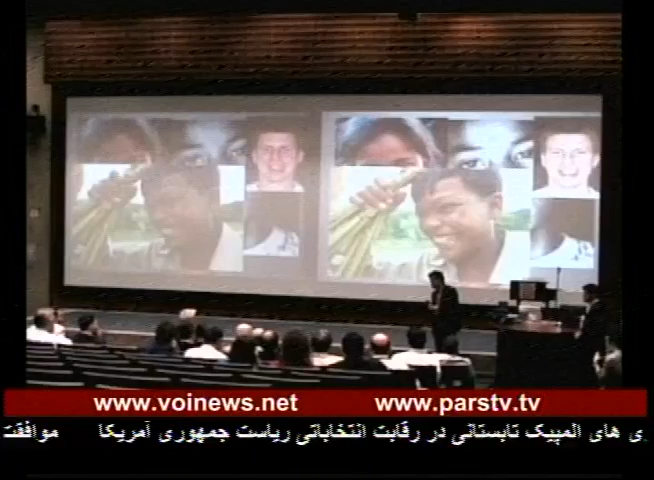 www.voinews.net www.parstv.tv
ی های المپیک تابستانی در رقابت انتخاباتی ریاست جمهوری آمریکا موافقت